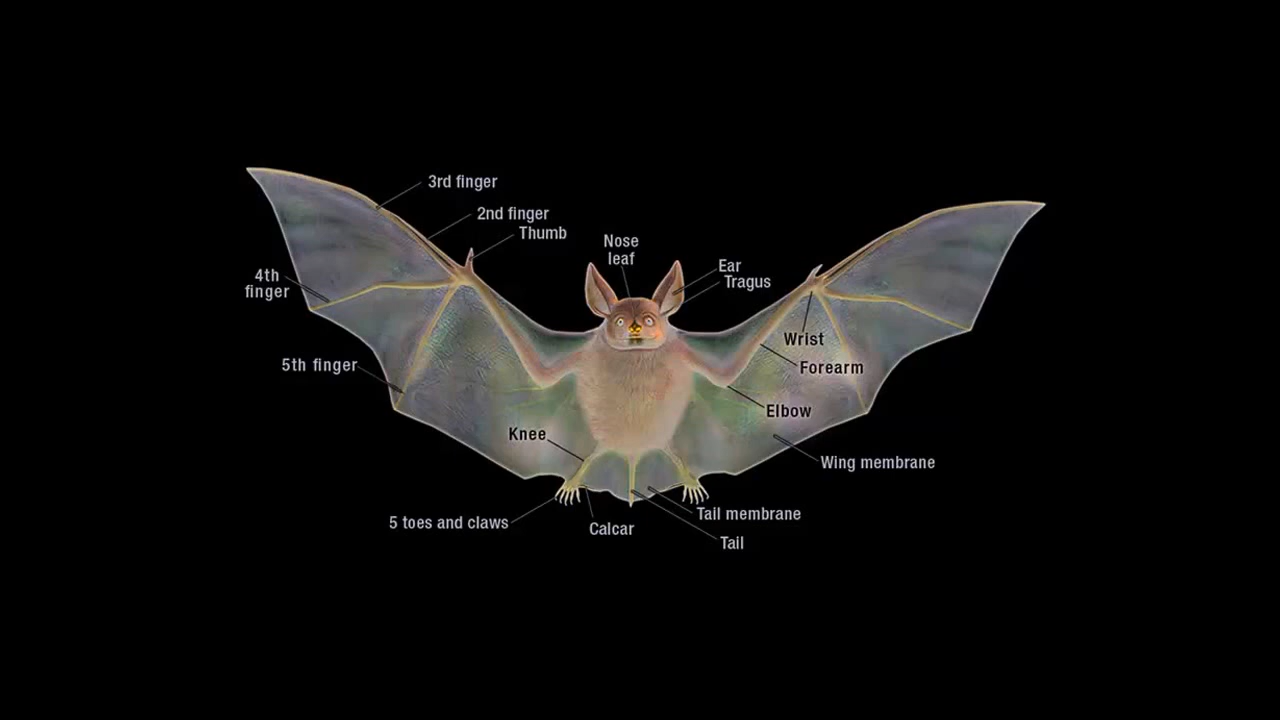 3rd finger
2nd finger
Thumb
Nose
leaf
Ear
Tragus
4th
finger
Wrist
5th finger
Forearm
Elbow
Knee
Wing membrane
Tail membrane
5 toes and claws
Calcar
Tail